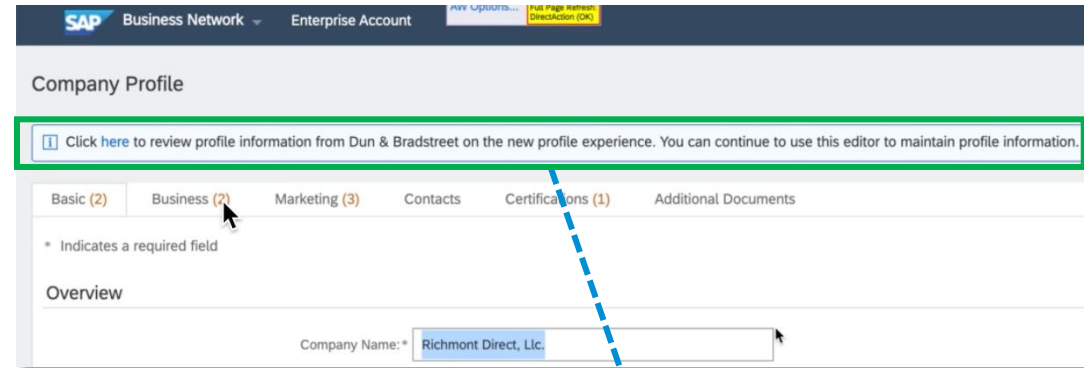 SAP Business Network Enterprise Account
AW Options...
Full Page Refresh:
DirectAction (OK)
Company Profile
i Click here to review profile information from Dun & Bradstreet on the new profile experience. You can continue to use this editor to maintain profile information.
Basic (2) Business (2) Marketing (3) Contacts Certifications (1) Additional Documents
* Indicates a required field
Overview
Company Name:* Richmont Direct, Llc.